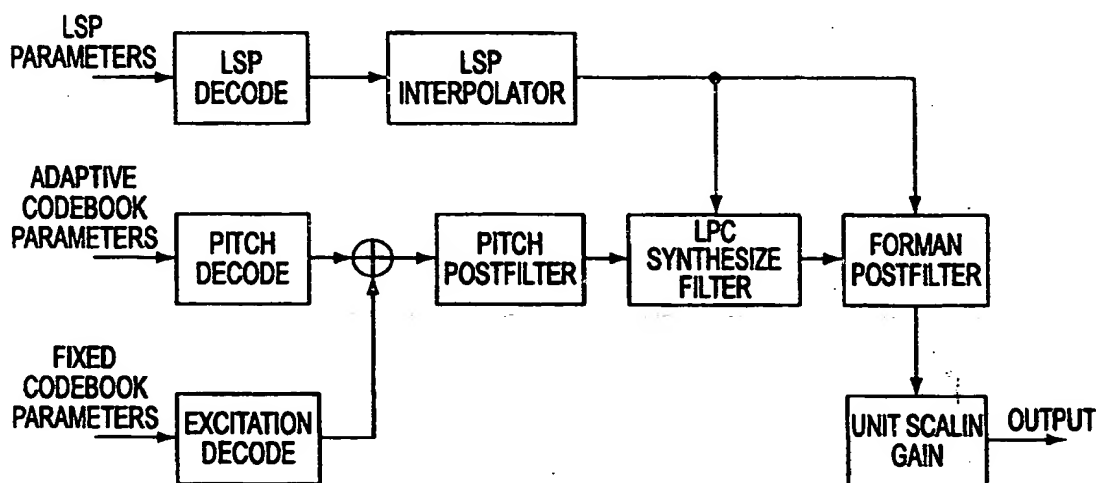 LSP
PARAMETERS
LSP
DECODE
LSP
INTERPOLATOR
ADAPTIVE
CODEBOOK
PARAMETERS
PITCH
DECODE
PITCH
POSTFILTER
LPC
SYNTHESIZE
FILTER
FORMAN
POSTFILTER
FIXED
CODEBOOK
PARAMETERS
EXCITATION
DECODE
UNIT SCALIN
GAIN
OUTPUT